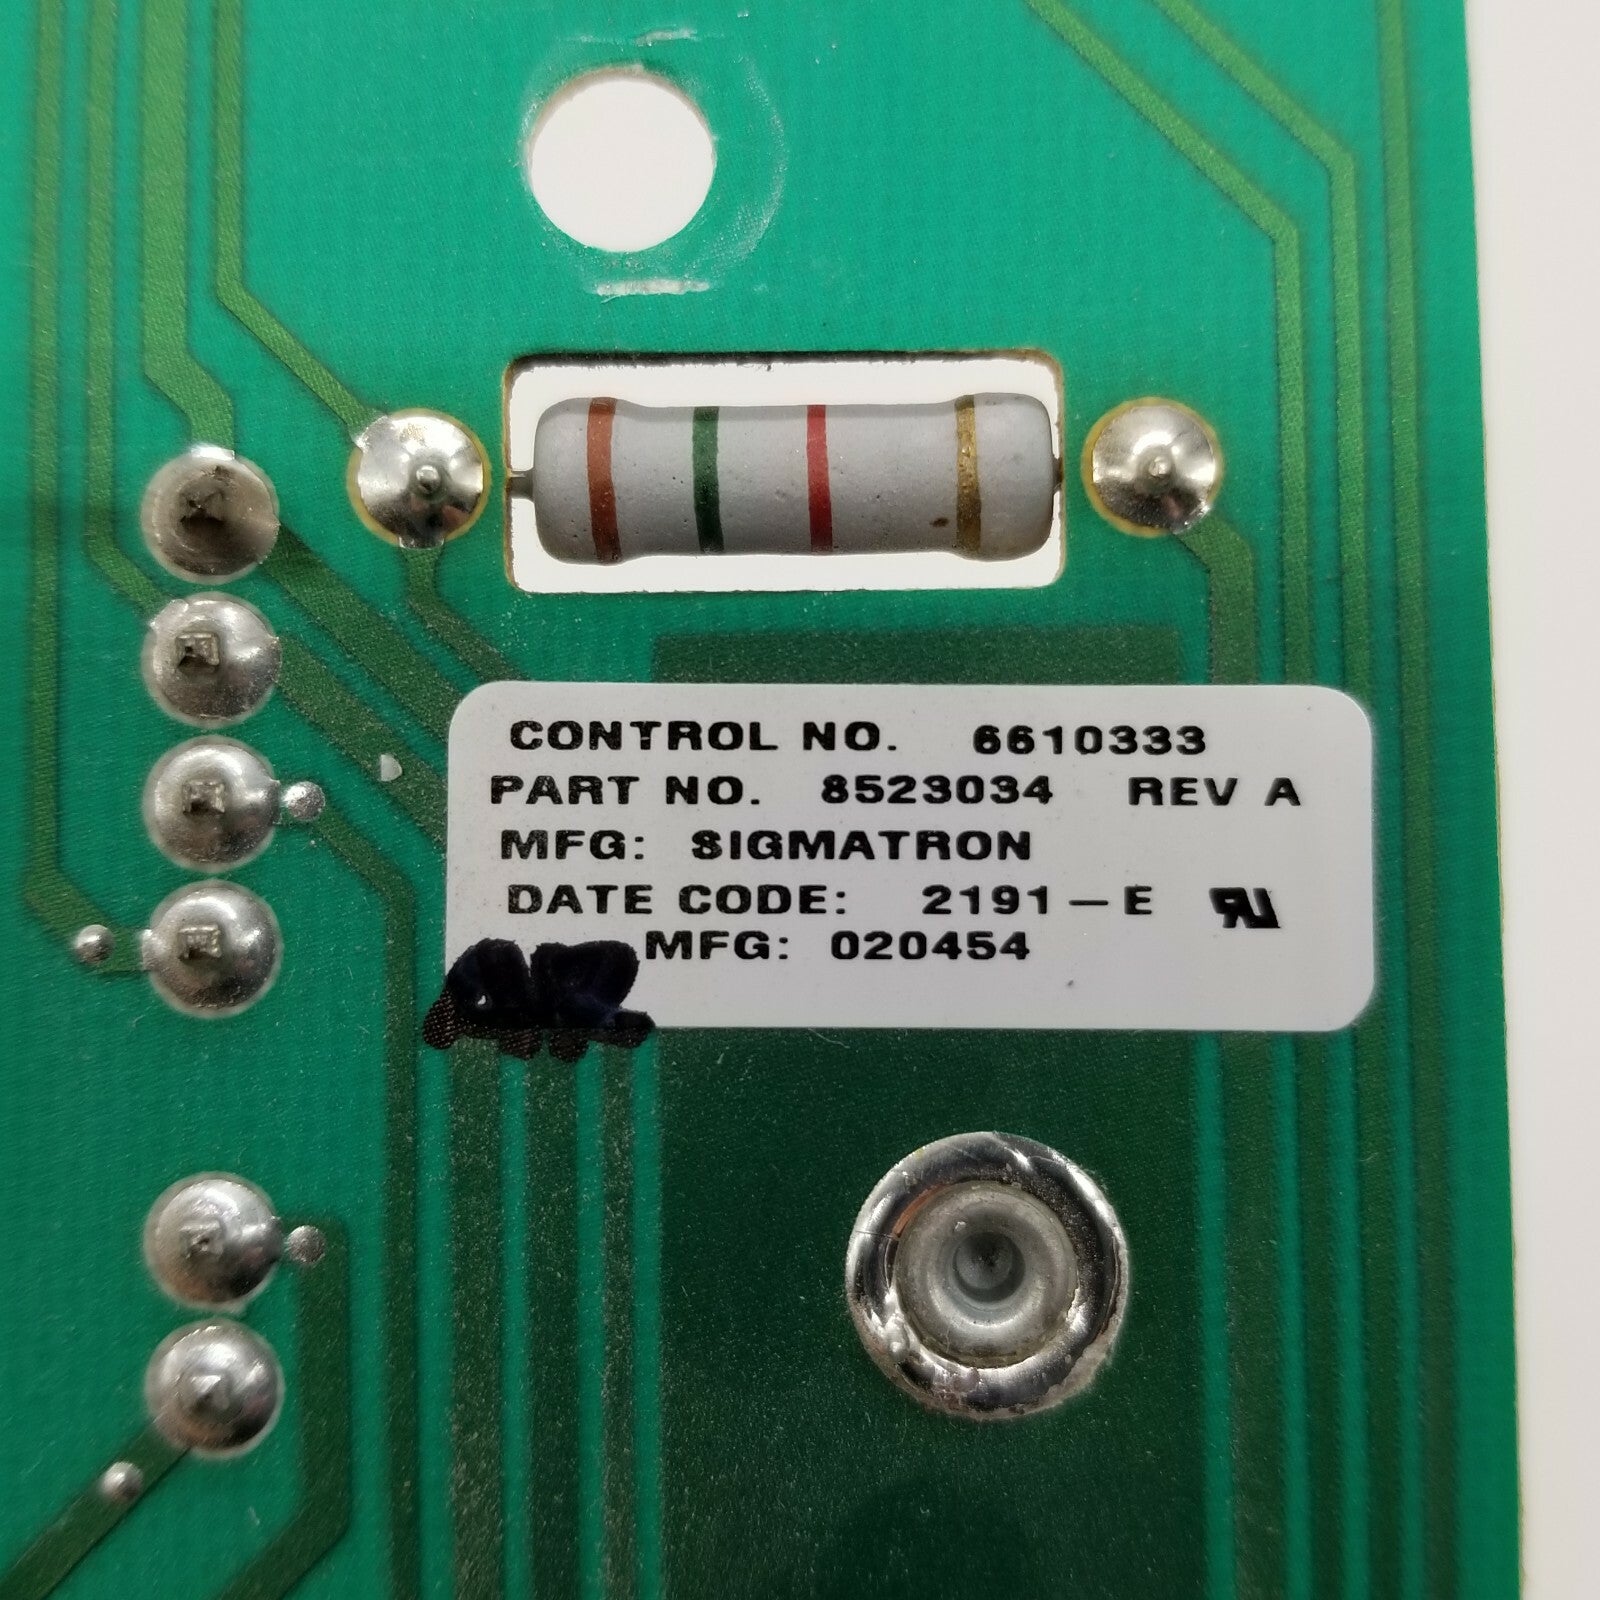 CONTROL NO. 6610333
PART NO. 8523034 REV A
MFG: SIGMATRON
DATE CODE: 2191-E
MFG: 020454